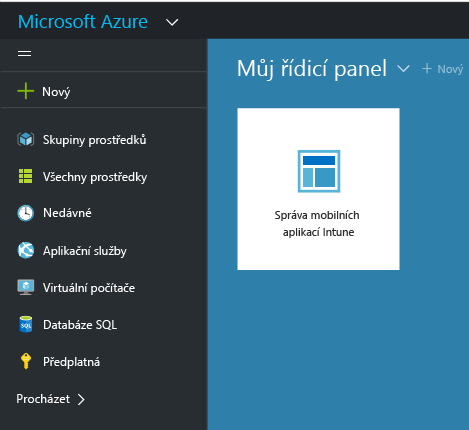 Microsoft Azure
Můj řídicí panel
Nový
Nový
Skupiny prostředků
Všechny prostředky
Nedávné
Aplikační služby
Virtuální počítače
SQL
Databáze SQL
Předplatná
Procházet
Správa mobilních
aplikací Intune